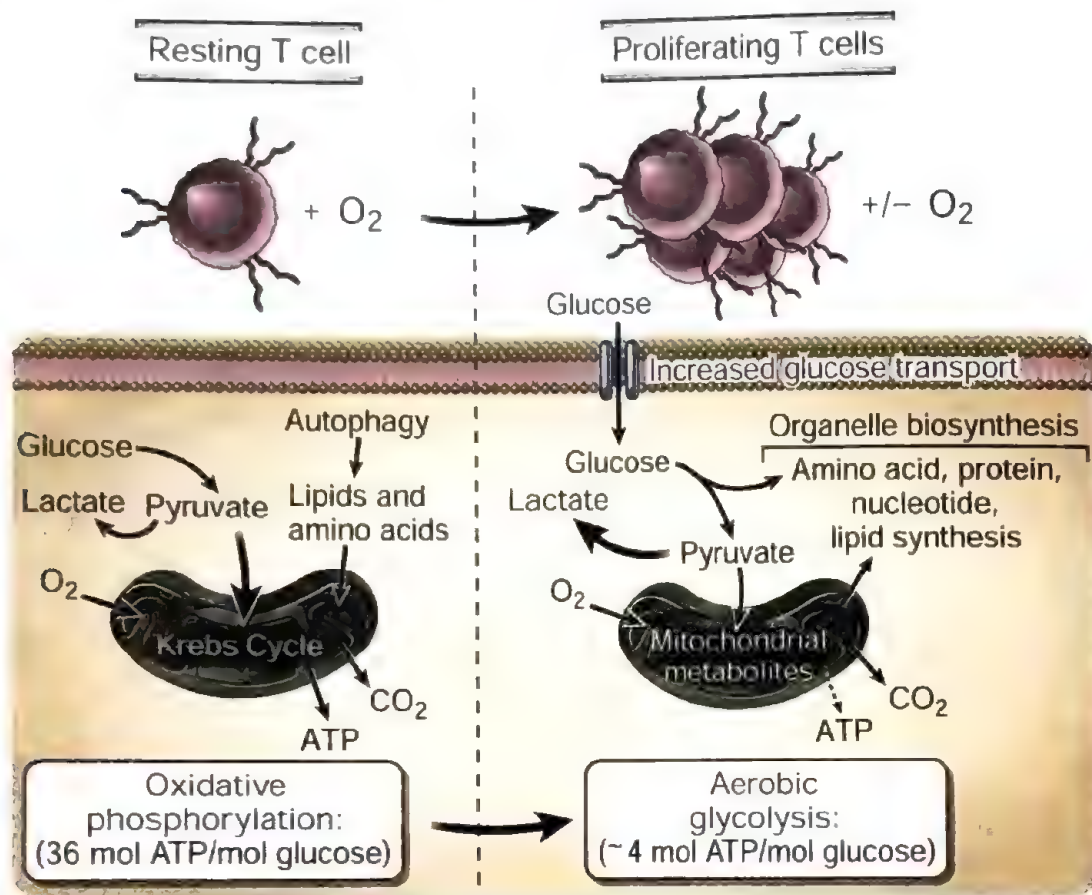 Resting T cell
+ O₂
Proliferating T cells
+/− O₂
Glucose
Increased glucose transport
Glucose
Lactate
Pyruvate
Autophagy
Lipids and
amino acids
O₂
Krebs Cycle
CO₂
ATP
Oxidative
phosphorylation:
(36 mol ATP/mol glucose)
Glucose
Lactate
Pyruvate
Organelle biosynthesis
Amino acid, protein,
nucleotide,
lipid synthesis
O₂
Mitochondrial
metabolites
CO₂
ATP
Aerobic
glycolysis:
(~4 mol ATP/mol glucose)